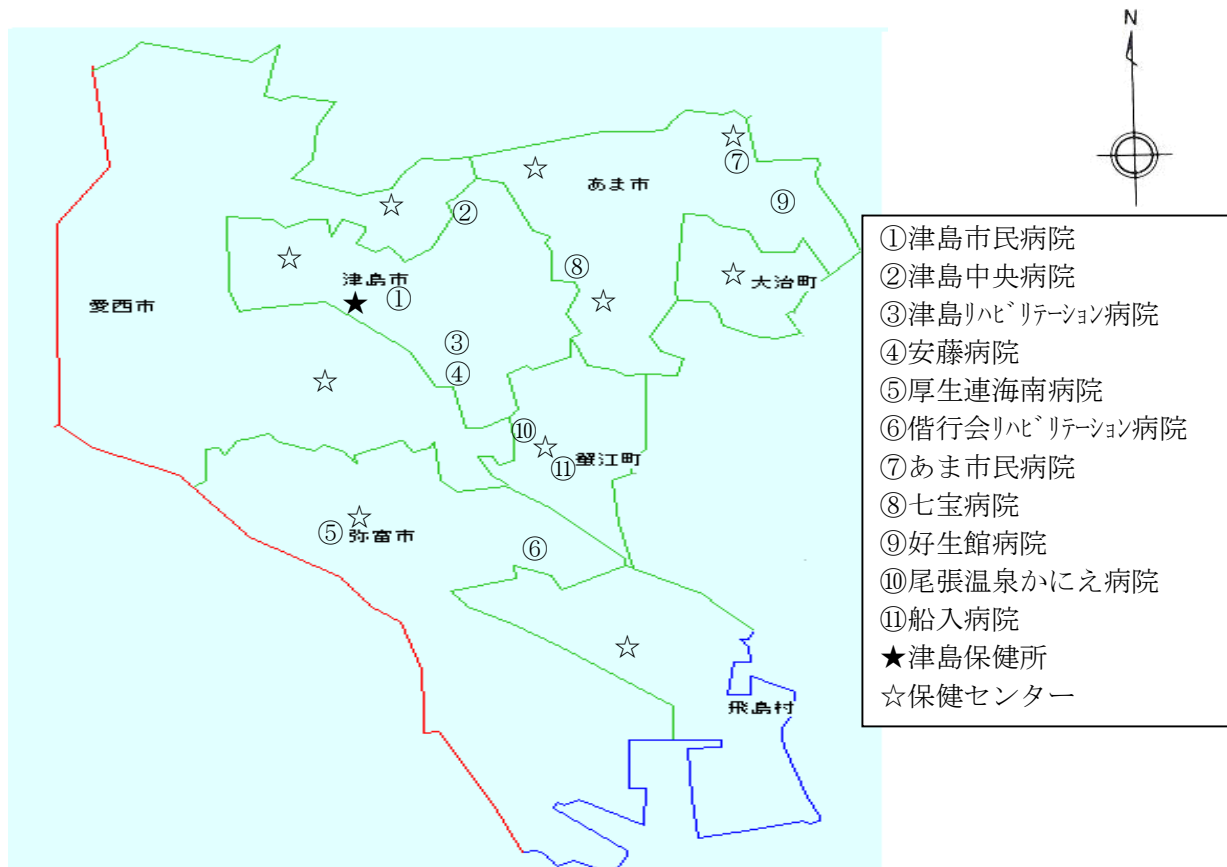 N
あま市
⑦
⑨
②
⑧
津島市
①
大治町
愛西市
③
④
⑩
⑪
蟹江町
⑤
弥富市
⑥
飛島村
①津島市民病院
②津島中央病院
③津島ﾘﾊﾋﾞﾘﾃｰｼｮﾝ病院
④安藤病院
⑤厚生連海南病院
⑥偕行会ﾘﾊﾋﾞﾘﾃｰｼｮﾝ病院
⑦あま市民病院
⑧七宝病院
⑨好生館病院
⑩尾張温泉かにえ病院
⑪船入病院
★津島保健所
☆保健センター